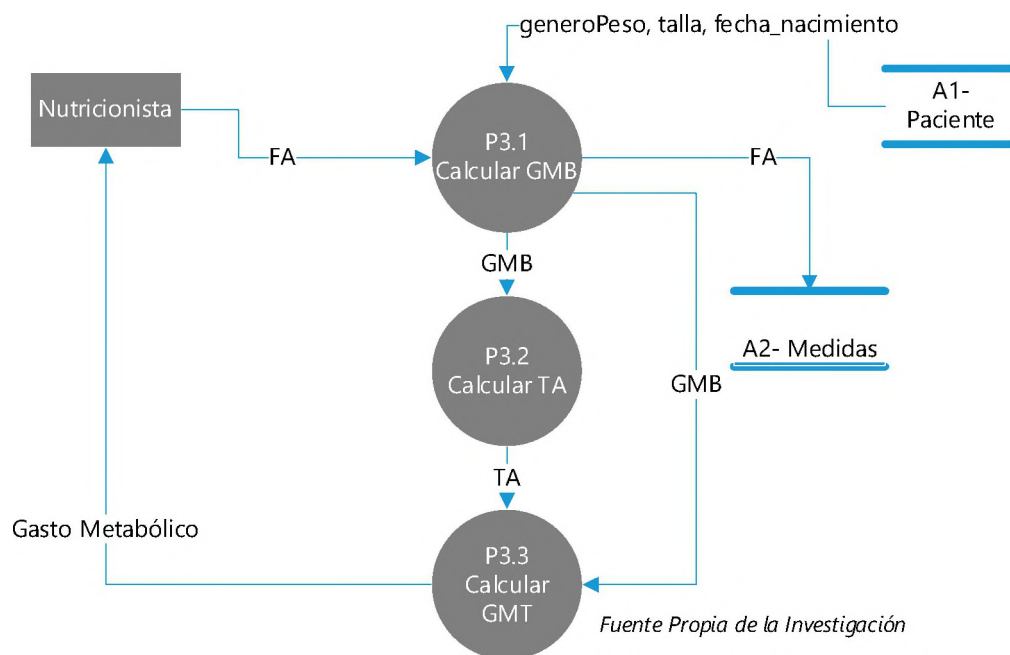 generoPeso, talla, fecha_nacimiento
A1-
Paciente
Nutricionista
FA
P3.1
Calcular GMB
FA
GMB
A2- Medidas
P3.2
Calcular TA
GMB
TA
Gasto Metabólico
P3.3
Calcular
GMT
Fuente Propia de la Investigación